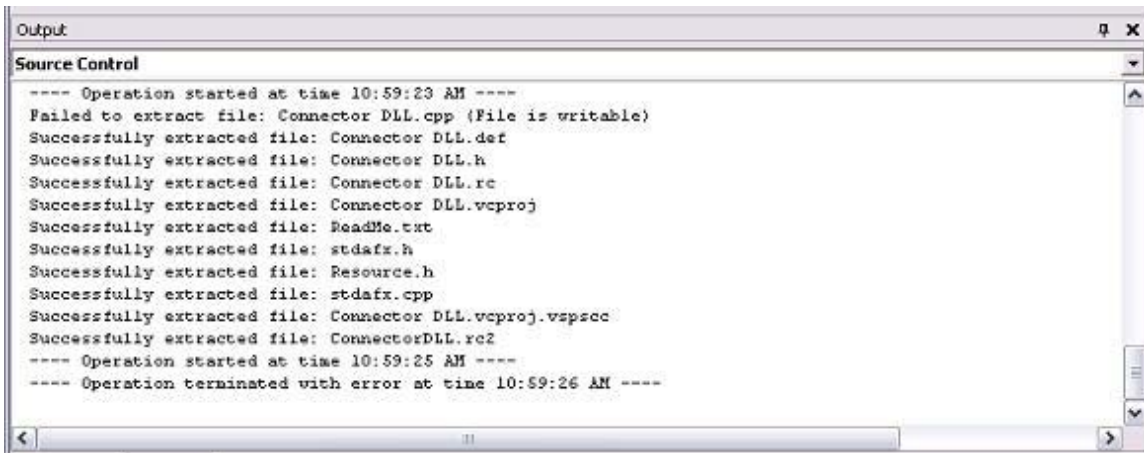 Output
Source Control
---- Operation started at time 10:59:23 AM ----
Failed to extract file: Connector DLL.cpp (File is writable)
Successfully extracted file: Connector DLL.def
Successfully extracted file: Connector DLL.h
Successfully extracted file: Connector DLL.rc
Successfully extracted file: Connector DLL.vcproj
Successfully extracted file: ReadMe.txt
Successfully extracted file: stdafx.h
Successfully extracted file: Resource.h
Successfully extracted file: stdafx.cpp
Successfully extracted file: Connector DLL.vcproj.vspscc
Successfully extracted file: ConnectorDLL.rc2
---- Operation started at time 10:59:25 AM ----
---- Operation terminated with error at time 10:59:26 AM ----